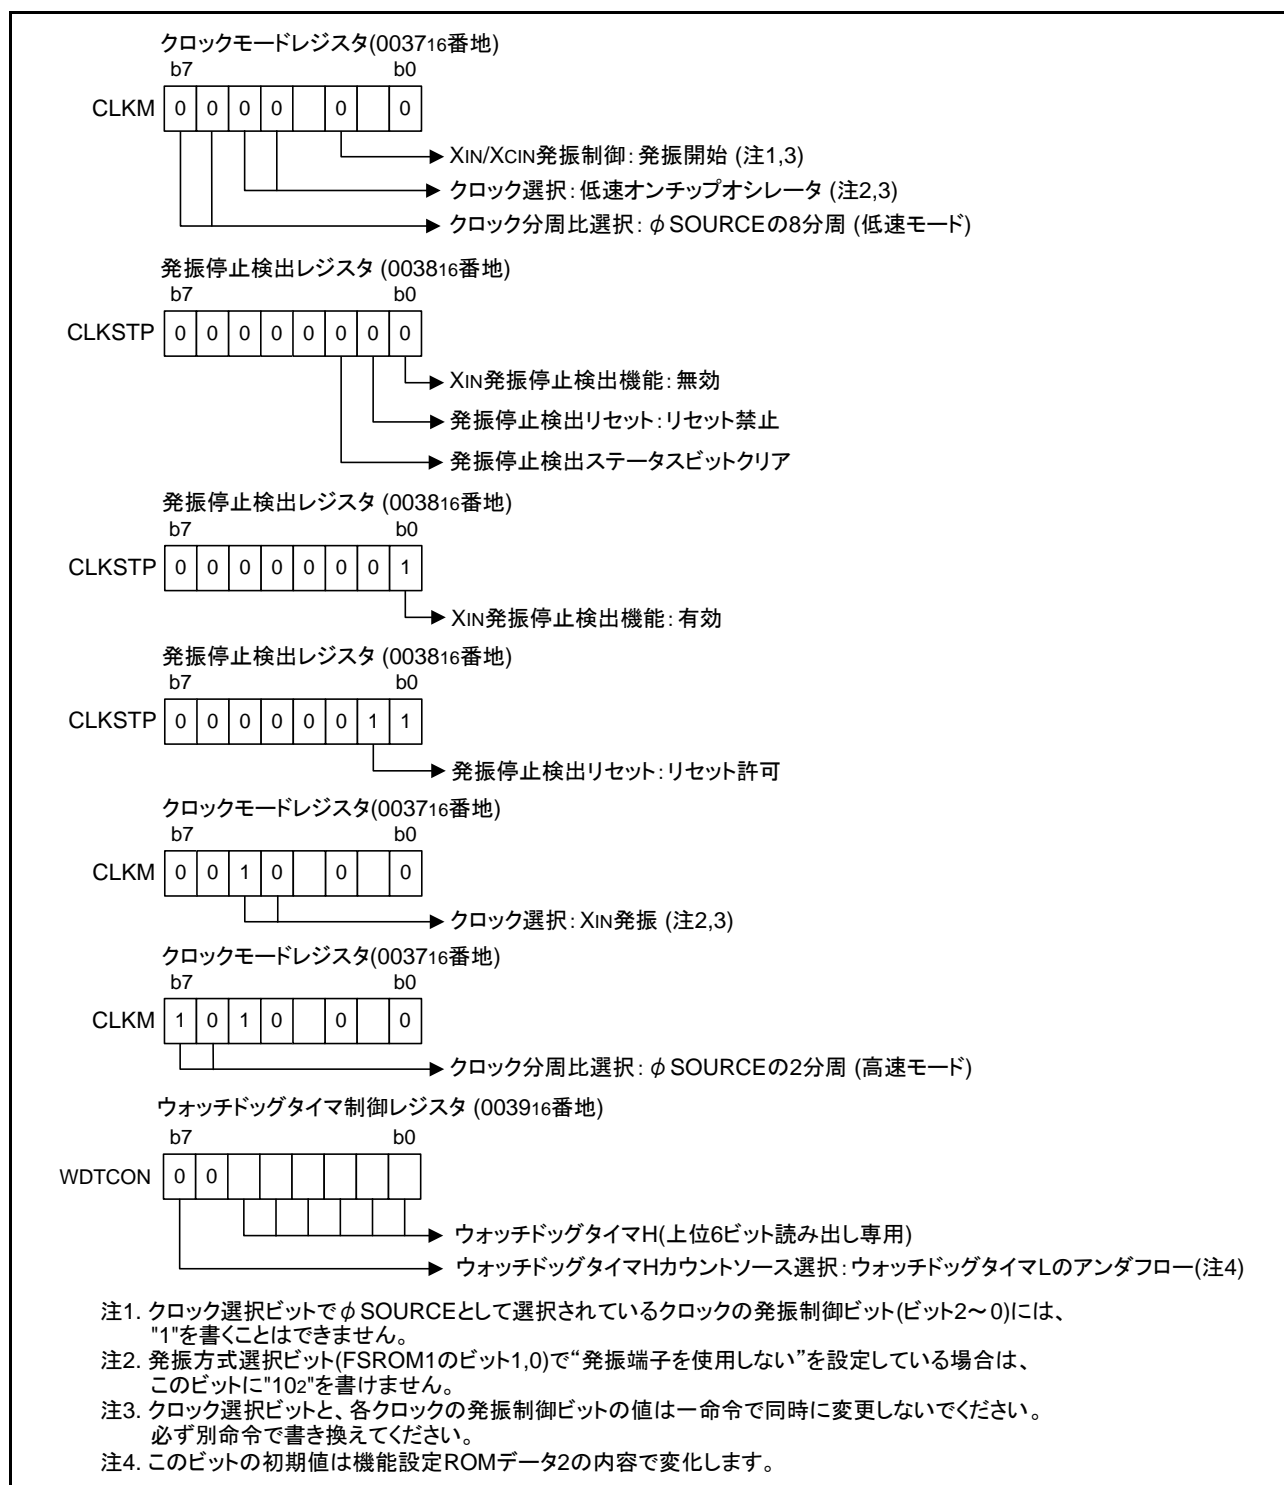 クロックモードレジスタ(003716番地)
b7 b0
CLKM 0 0 0 0 0 0
XIN/XCIN発振制御：発振開始 (注1,3)
クロック選択：低速オンチップオシレータ (注2,3)
クロック分周比選択：φSOURCEの8分周 (低速モード)
発振停止検出レジスタ (003816番地)
b7 b0
CLKSTP 0 0 0 0 0 0 0 0
XIN発振停止検出機能：無効
発振停止検出リセット：リセット禁止
発振停止検出ステータスビットクリア
発振停止検出レジスタ (003816番地)
b7 b0
CLKSTP 0 0 0 0 0 0 0 1
XIN発振停止検出機能：有効
発振停止検出レジスタ (003816番地)
b7 b0
CLKSTP 0 0 0 0 0 0 1 1
発振停止検出リセット：リセット許可
クロックモードレジスタ(003716番地)
b7 b0
CLKM 0 0 1 0 0 0
クロック選択：XIN発振 (注2,3)
クロックモードレジスタ(003716番地)
b7 b0
CLKM 1 0 1 0 0 0
クロック分周比選択：φSOURCEの2分周 (高速モード)
ウォッチドッグタイマ制御レジスタ (003916番地)
b7 b0
WDTCON 0 0
ウォッチドッグタイマH(上位6ビット読み出し専用)
ウォッチドッグタイマHカウントソース選択：ウォッチドッグタイマLのアンダフロー(注4)
注1. クロック選択ビットでφSOURCEとして選択されているクロックの発振制御ビット(ビット2～0)には、
"1"を書くことはできません。
注2. 発振方式選択ビット(FSROM1のビット1,0)で“発振端子を使用しない”を設定している場合は、
このビットに"102"を書けません。
注3. クロック選択ビットと、各クロックの発振制御ビットの値は一命令で同時に変更しないでください。
必ず別命令で書き換えてください。
注4. このビットの初期値は機能設定ROMデータ2の内容で変化します。